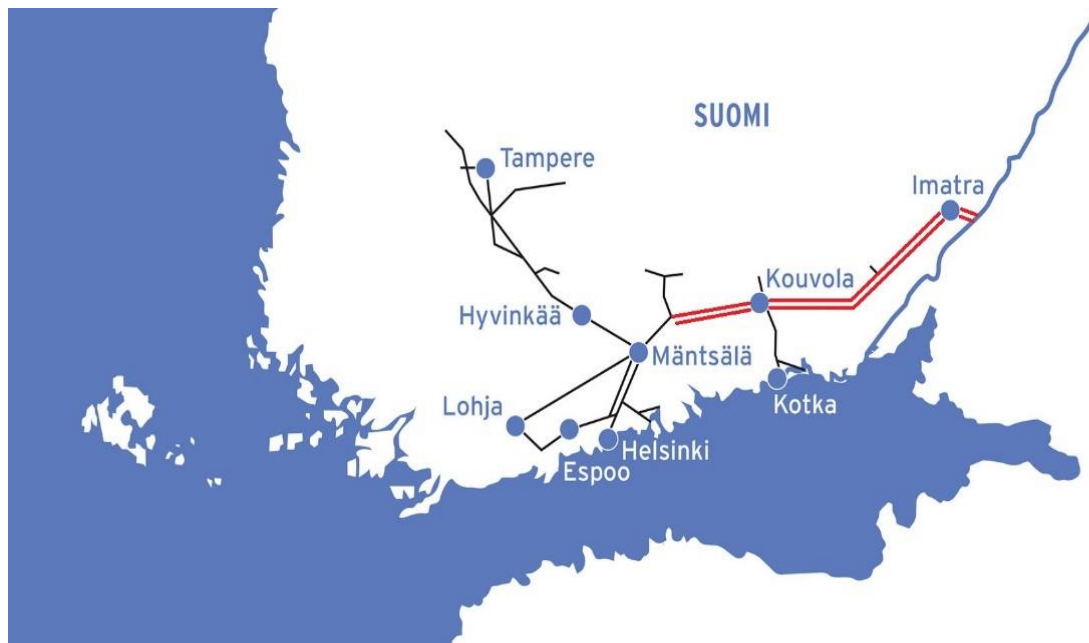 SUOMI
Tampere
Imatra
Kouvola
Hyvinkää
Mäntsälä
Lohja
Kotka
Helsinki
Espoo